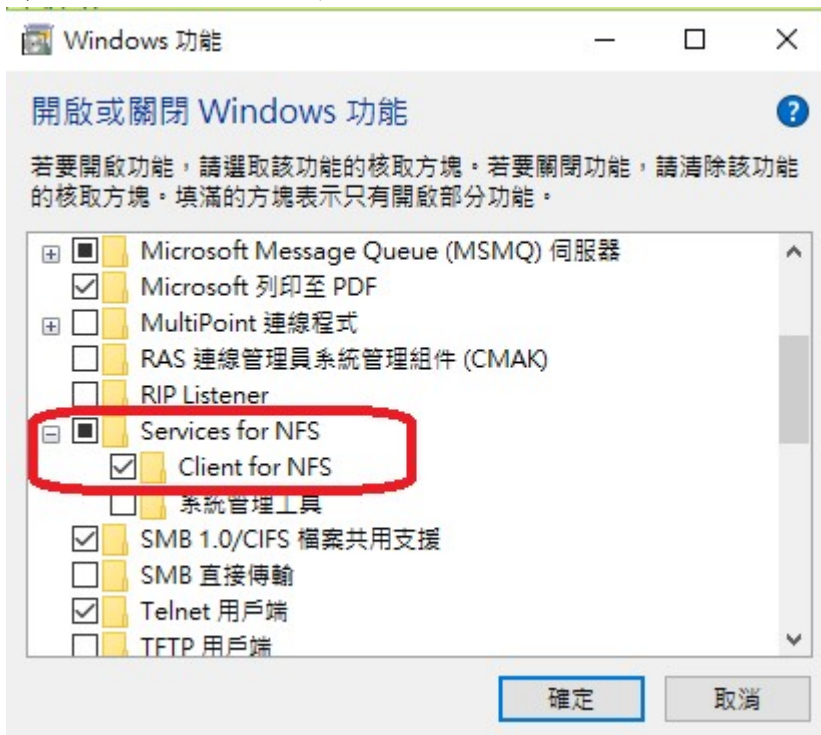 Windows 功能
開啟或關閉 Windows 功能
若要開啟功能，請選取該功能的核取方塊。若要關閉功能，請清除該功能
的核取方塊。填滿的方塊表示只有開啟部分功能。
Microsoft Message Queue (MSMQ) 伺服器
Microsoft 列印至 PDF
MultiPoint 連線程式
RAS 連線管理員系統管理組件 (CMAK)
RIP Listener
Services for NFS
Client for NFS
系統管理工具
SMB 1.0/CIFS 檔案共用支援
SMB 直接傳輸
Telnet 用戶端
TFTP 用戶端
確定
取消